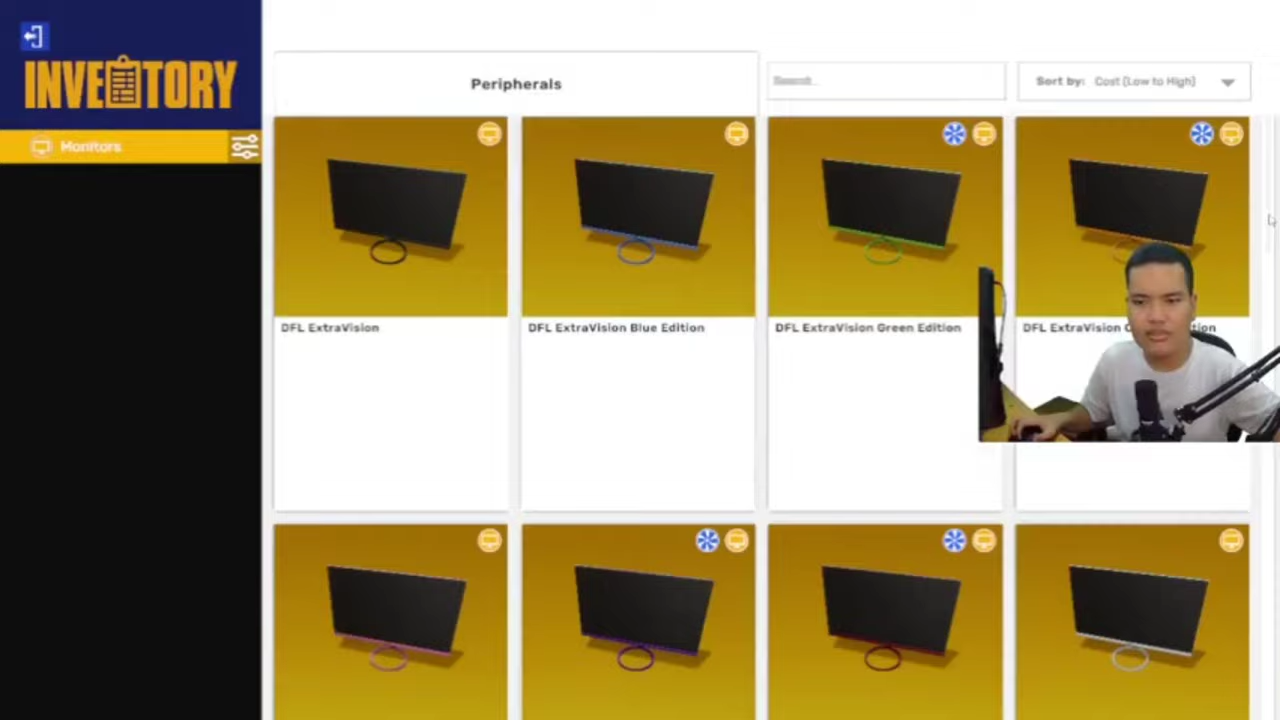 INVENTORY
Monitors
Peripherals
Search...
Sort by: Cost (Low to High)
DFL ExtraVision
DFL ExtraVision Blue Edition
DFL ExtraVision Green Edition
DFL ExtraVision